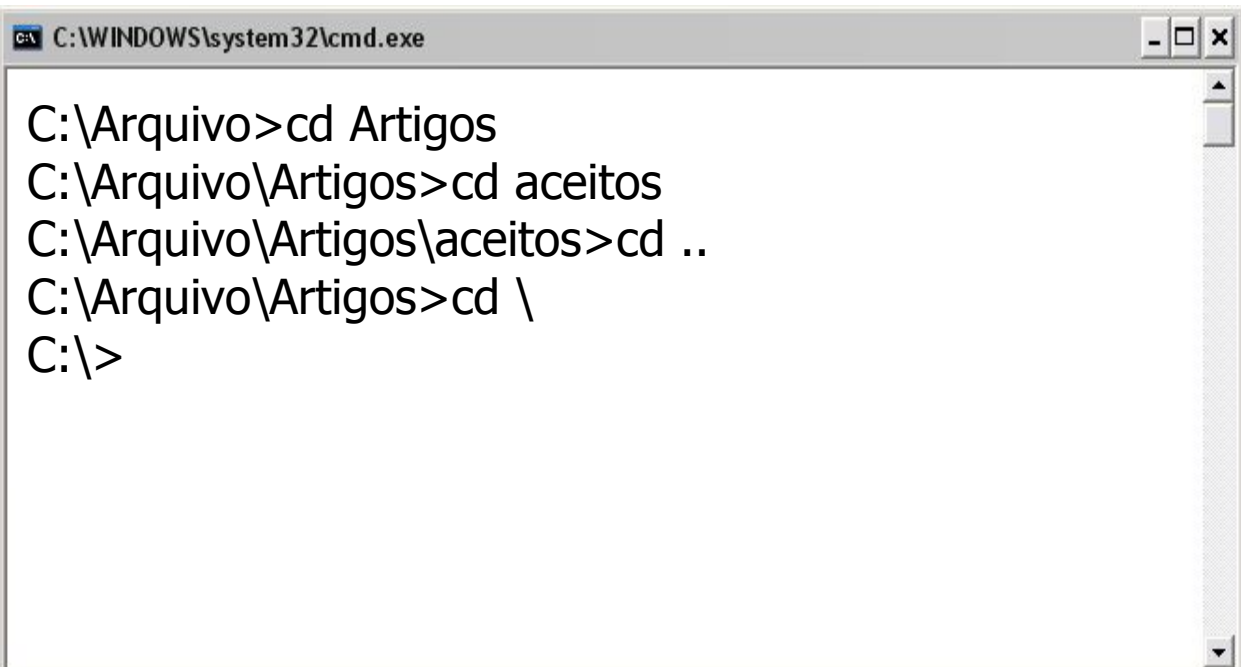 C:\WINDOWS\system32\cmd.exe
C:\Arquivo>cd Artigos
C:\Arquivo\Artigos>cd aceitos
C:\Arquivo\Artigos\aceitos>cd ..
C:\Arquivo\Artigos>cd \
C:\>